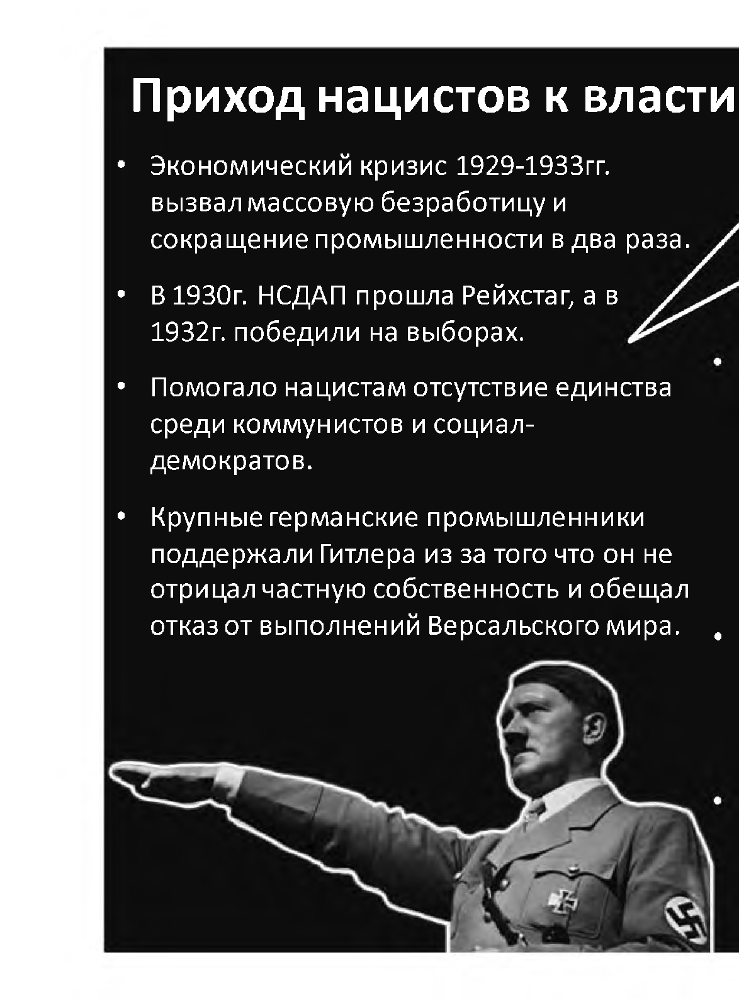 Приход нацистов к власти
• Экономический кризис 1929-1933гг.
вызвал массовую безработицу и
сокращение промышленности в два раза.
• В 1930г. НСДАП прошла Рейхстаг, а в
1932г. победили на выборах.
• Помогало нацистам отсутствие единства
среди коммунистов и социал-
демократов.
• Крупные германские промышленники
поддержали Гитлера из за того что он не
отрицал частную собственность и обещал
отказ от выполнений Версальского мира.